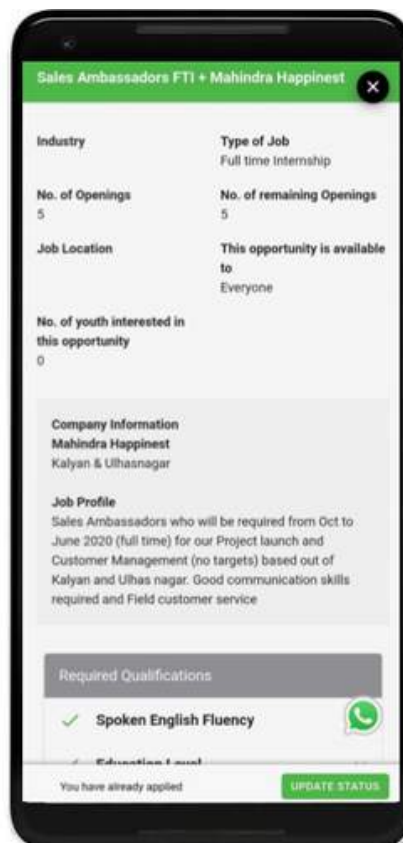 Sales Ambassadors FTI + Mahindra Happinest
Industry
Type of Job
Full time Internship
No. of Openings
5
No. of remaining Openings
5
Job Location
This opportunity is available
to
Everyone
No. of youth interested in
this opportunity
0
Company Information
Mahindra Happinest
Kalyan & Ulhasnagar
Job Profile
Sales Ambassadors who will be required from Oct to
June 2020 (full time) for our Project launch and
Customer Management (no targets) based out of
Kalyan and Ulhas nagar. Good communication skills
required and Field customer service
Required Qualifications
Spoken English Fluency
Education Level
You have already applied
UPDATE STATUS